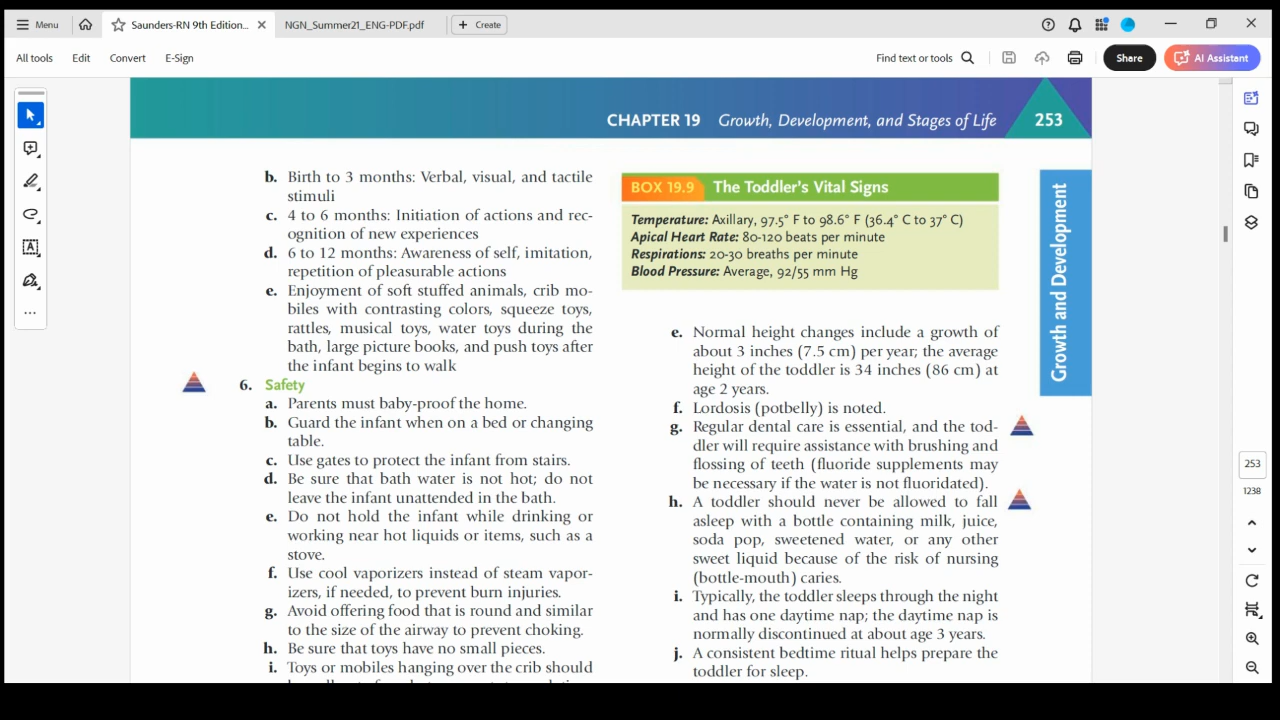 Menu
Saunders-RN 9th Edition...
NGN_Summer21_ENG-PDF.pdf
Create
All tools
Edit
Convert
E-Sign
Find text or tools
Share
AI Assistant
CHAPTER 19 Growth, Development, and Stages of Life 253
b. Birth to 3 months: Verbal, visual, and tactile
stimuli
c. 4 to 6 months: Initiation of actions and rec-
ognition of new experiences
d. 6 to 12 months: Awareness of self, imitation,
repetition of pleasurable actions
e. Enjoyment of soft stuffed animals, crib mo-
biles with contrasting colors, squeeze toys,
rattles, musical toys, water toys during the
bath, large picture books, and push toys after
the infant begins to walk
6. Safety
a. Parents must baby-proof the home.
b. Guard the infant when on a bed or changing
table.
c. Use gates to protect the infant from stairs.
d. Be sure that bath water is not hot; do not
leave the infant unattended in the bath.
e. Do not hold the infant while drinking or
working near hot liquids or items, such as a
stove.
f. Use cool vaporizers instead of steam vapor-
izers, if needed, to prevent burn injuries.
g. Avoid offering food that is round and similar
to the size of the airway to prevent choking.
h. Be sure that toys have no small pieces.
i. Toys or mobiles hanging over the crib should
BOX 19.9 The Toddler's Vital Signs
Temperature: Axillary, 97.5° F to 98.6° F (36.4° C to 37° C)
Apical Heart Rate: 80-120 beats per minute
Respirations: 20-30 breaths per minute
Blood Pressure: Average, 92/55 mm Hg
e. Normal height changes include a growth of
about 3 inches (7.5 cm) per year; the average
height of the toddler is 34 inches (86 cm) at
age 2 years.
f. Lordosis (potbelly) is noted.
g. Regular dental care is essential, and the tod-
dler will require assistance with brushing and
flossing of teeth (fluoride supplements may
be necessary if the water is not fluoridated).
h. A toddler should never be allowed to fall
asleep with a bottle containing milk, juice,
soda pop, sweetened water, or any other
sweet liquid because of the risk of nursing
(bottle-mouth) caries.
i. Typically, the toddler sleeps through the night
and has one daytime nap; the daytime nap is
normally discontinued at about age 3 years.
j. A consistent bedtime ritual helps prepare the
toddler for sleep.
Growth and Development
253
1238